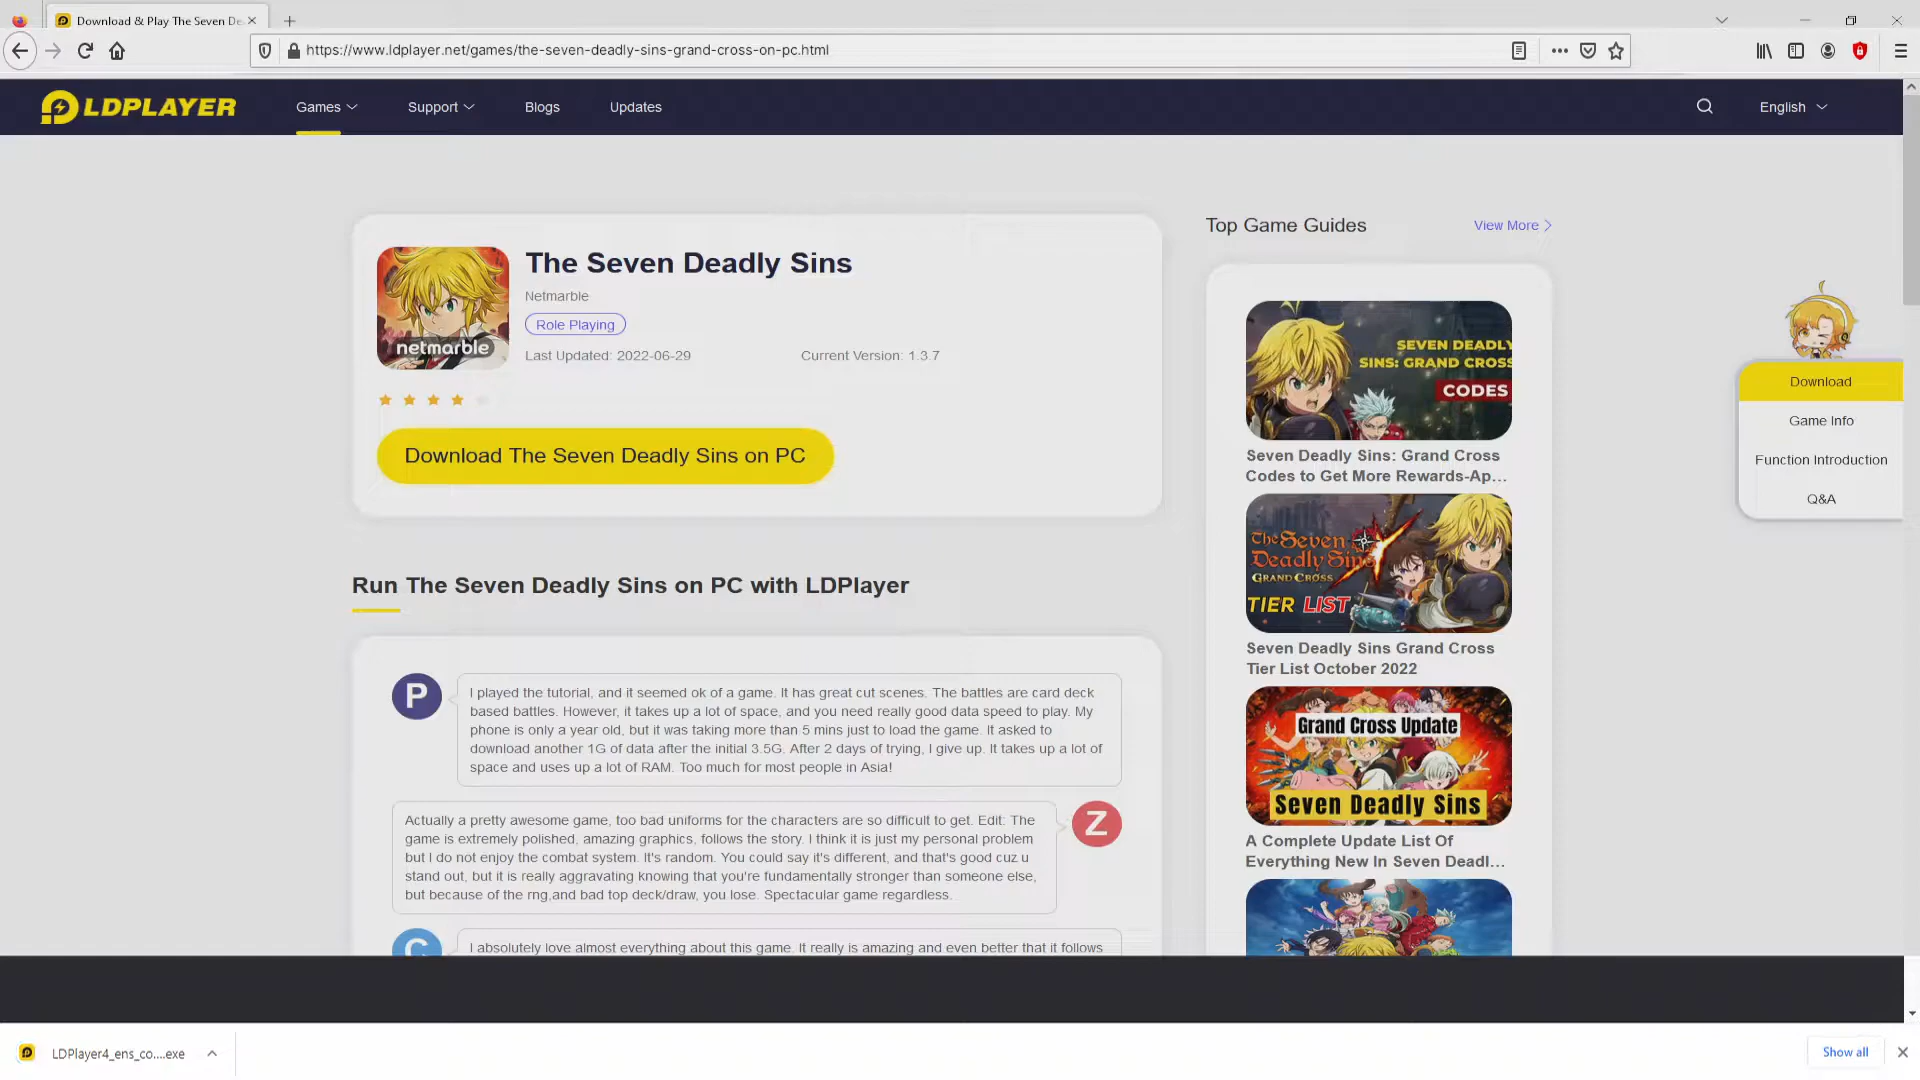 Download & Play The Seven De
https://www.ldplayer.net/games/the-seven-deadly-sins-grand-cross-on-pc.html
LDPLAYER
Games
Support
Blogs
Updates
English
The Seven Deadly Sins
Netmarble
Role Playing
Last Updated: 2022-06-29
Current Version: 1.3.7
netmarble
Download The Seven Deadly Sins on PC
Run The Seven Deadly Sins on PC with LDPlayer
P
I played the tutorial, and it seemed ok of a game. It has great cut scenes. The battles are card deck
based battles. However, it takes up a lot of space, and you need really good data speed to play. My
phone is only a year old, but it was taking more than 5 mins just to load the game. It asked to
download another 1G of data after the initial 3.5G. After 2 days of trying, I give up. It takes up a lot of
space and uses up a lot of RAM. Too much for most people in Asia!
Actually a pretty awesome game, too bad uniforms for the characters are so difficult to get. Edit: The
game is extremely polished, amazing graphics, follows the story. I think it is just my personal problem
but I do not enjoy the combat system. It's random. You could say it's different, and that's good cuz u
stand out, but it is really aggravating knowing that you're fundamentally stronger than someone else,
but because of the rng,and bad top deck/draw, you lose. Spectacular game regardless.
Z
C
I absolutely love almost everything about this game. It really is amazing and even better that it follows
Top Game Guides
View More
SEVEN DEADLY
SINS: GRAND CROSS
CODES
Seven Deadly Sins: Grand Cross
Codes to Get More Rewards-Ap...
The Seven
Deadly Sins
GRAND CROSS
TIER LIST
Seven Deadly Sins Grand Cross
Tier List October 2022
Grand Cross Update
Seven Deadly Sins
A Complete Update List Of
Everything New In Seven Deadl...
Download
Game Info
Function Introduction
Q&A
LDPlayer4_ens_co....exe
Show all